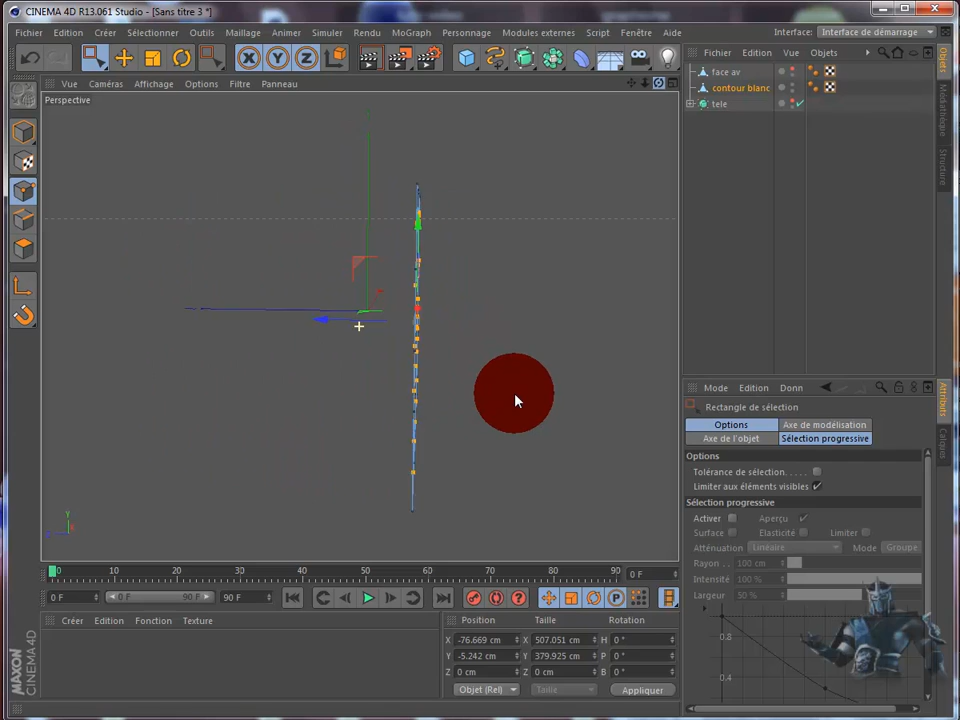 CINEMA 4D R13.061 Studio - [Sans titre 3 *]
Fichier Edition Créer Sélectionner Outils Maillage Animer Simuler Rendu MoGraph Personnage Modules externes Script Fenêtre Aide Interface: Interface de démarrage
X Y Z
Vue Caméras Affichage Options Filtre Panneau
Perspective
Fichier Edition Vue Objets
face av
contour blanc
tele
Objets
Médiathèque
Structure
Mode Edition Donn
Rectangle de sélection
Options Axe de modélisation
Axe de l'objet Sélection progressive
Options
Tolérance de sélection. . . . .
Limiter aux éléments visibles
Sélection progressive
Activer Aperçu
Surface . . Elasticité Limiter
Atténuation Linéaire Mode Groupe
Rayon . . 100 cm
Intensité 100 %
Largeur . 50 %
0.8
0.4
Attributs
Calques
Y
0 10 20 30 40 50 60 70 80 90 0 F
0 F 0 F 90 F 90 F
P
Créer Edition Fonction Texture
Position Taille Rotation
X -76.669 cm X 507.051 cm H 0 °
Y -5.242 cm Y 379.925 cm P 0 °
Z 0 cm Z 0 cm B 0 °
Objet (Rel) Taille Appliquer
MAXON
CINEMA 4D